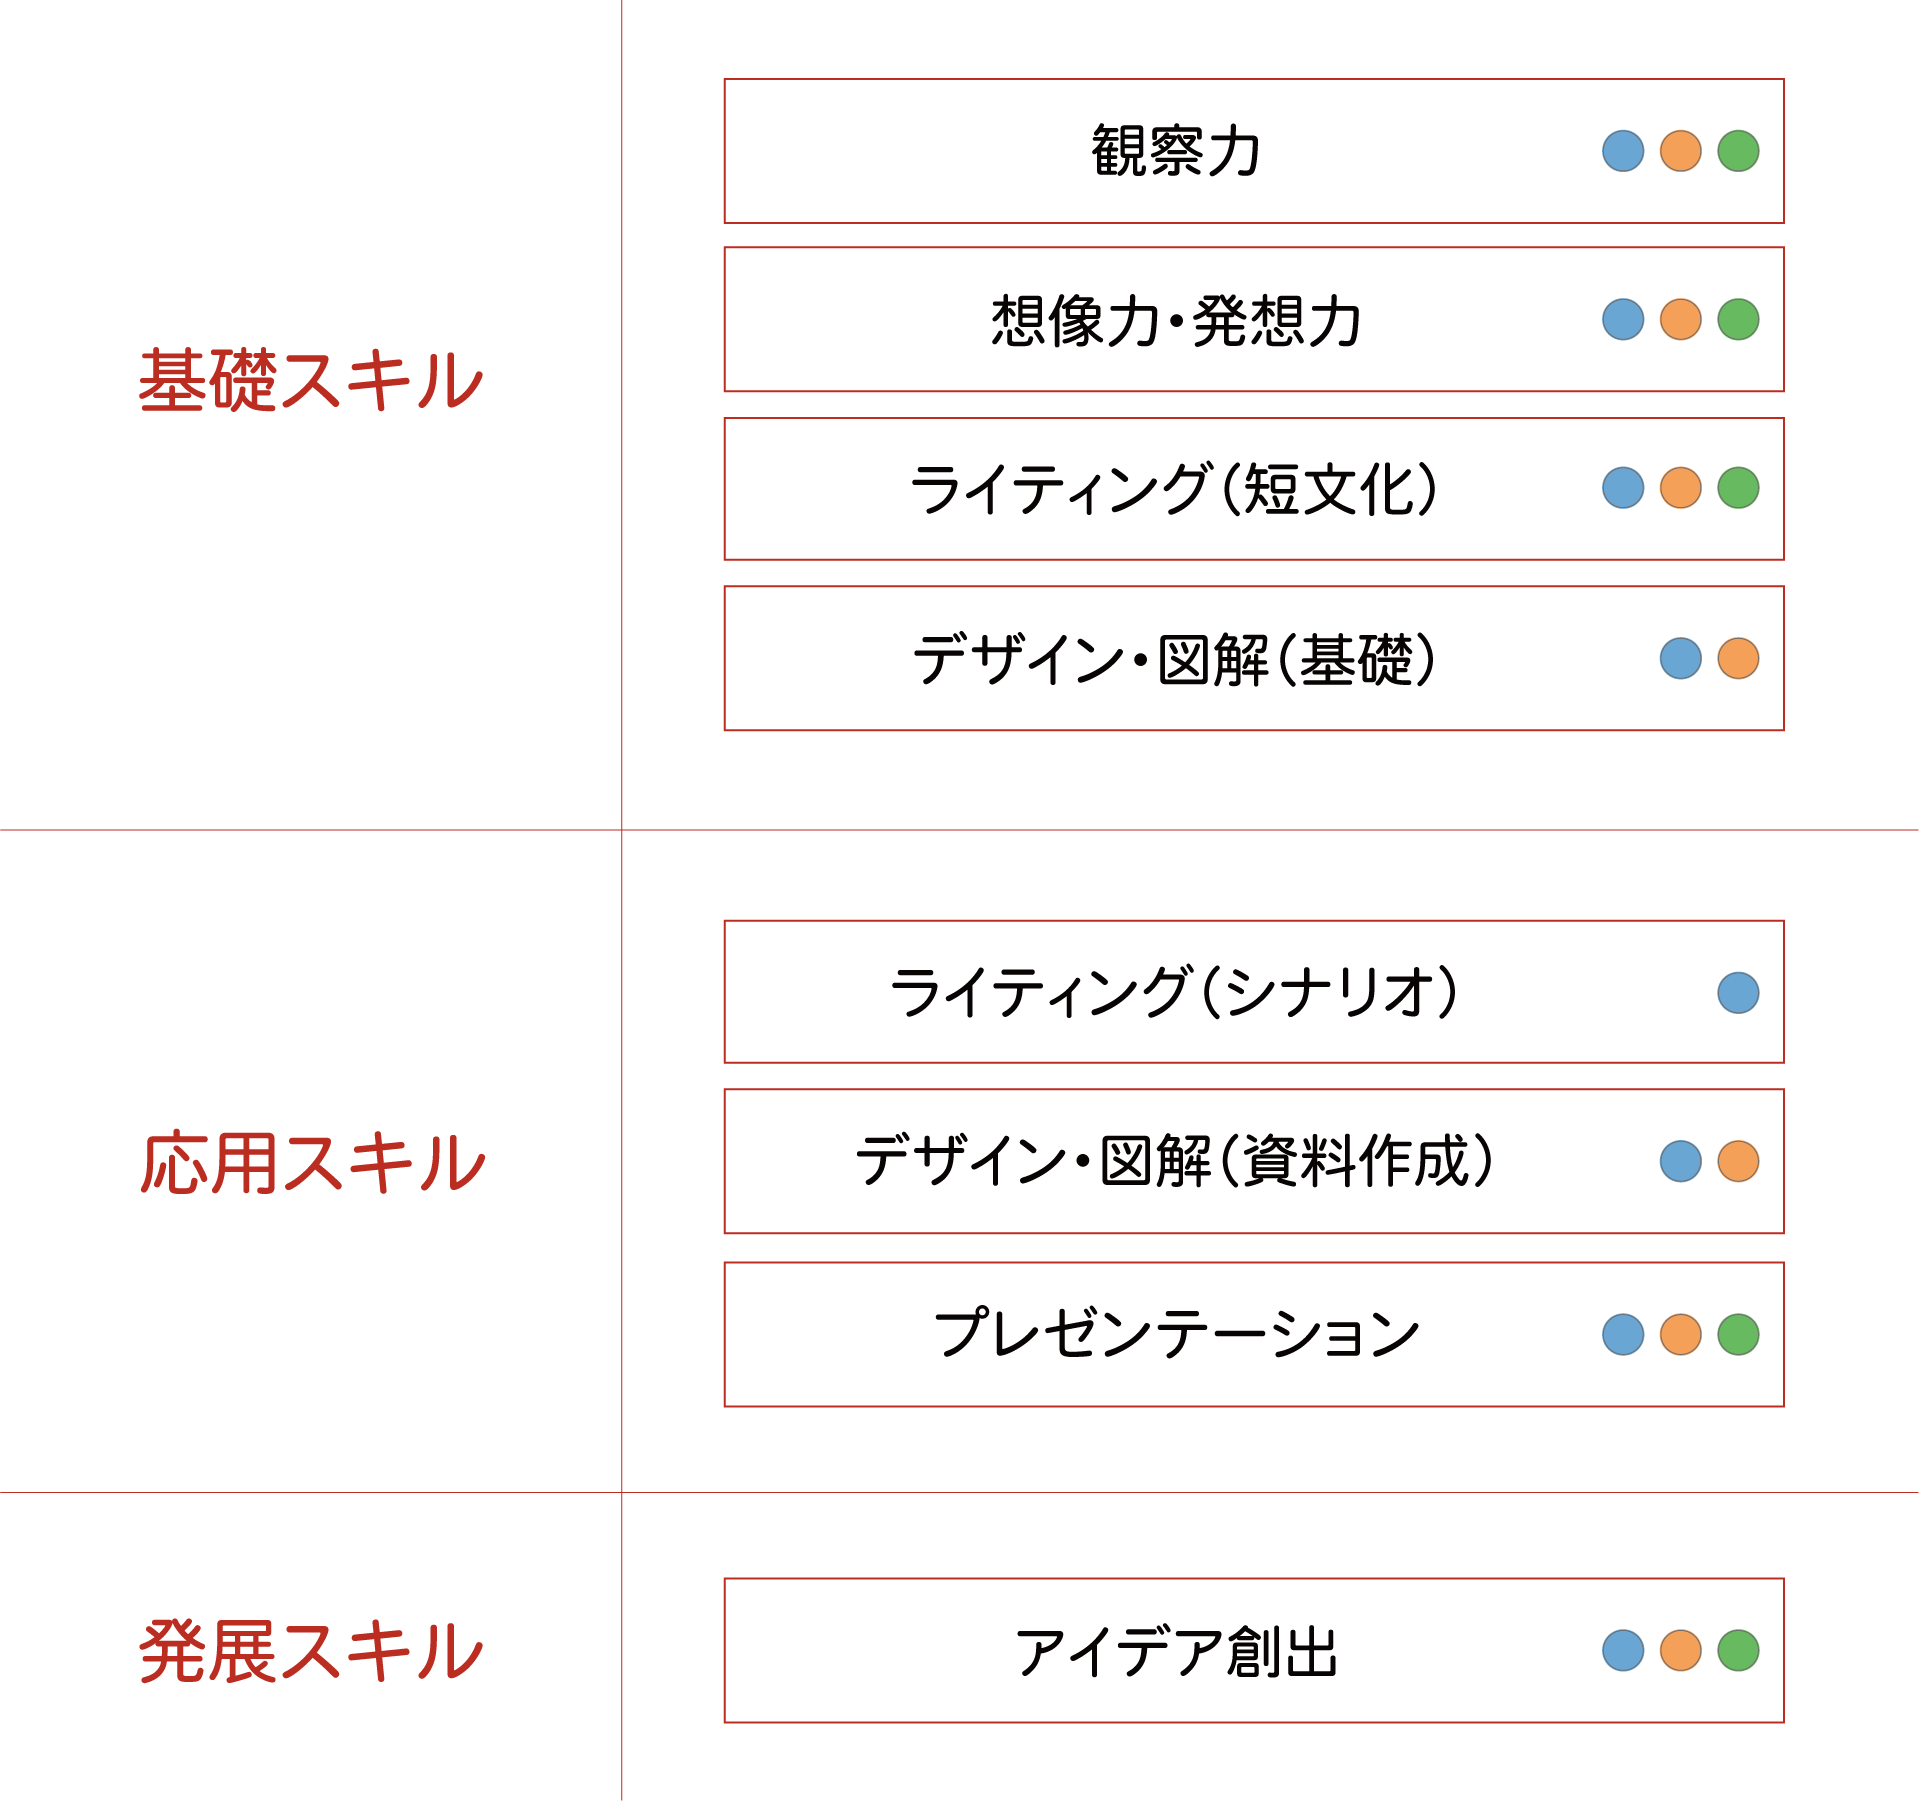 基礎スキル
観察力
想像力・発想力
ライティング(短文化)
デザイン・図解(基礎)
応用スキル
ライティング(シナリオ)
デザイン・図解(資料作成)
プレゼンテーション
発展スキル
アイデア創出